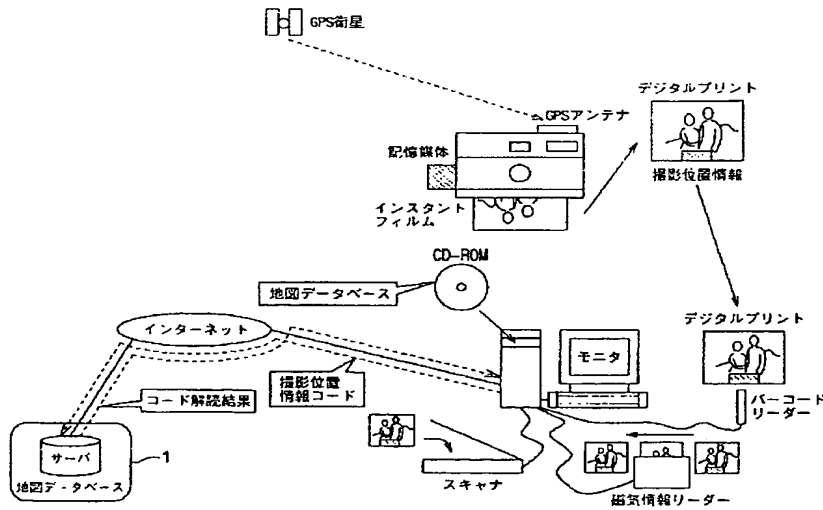 GPS衛星
デジタルプリント
GPSアンテナ
記憶媒体
撮影位置情報
インスタント
フィルム
CD-ROM
地図データベース
デジタルプリント
インターネット
モニタ
撮影位置
情報コード
バーコード
リーダー
コード解読結果
サーバ
1
地図データベース
スキャナ
磁気情報リーダー